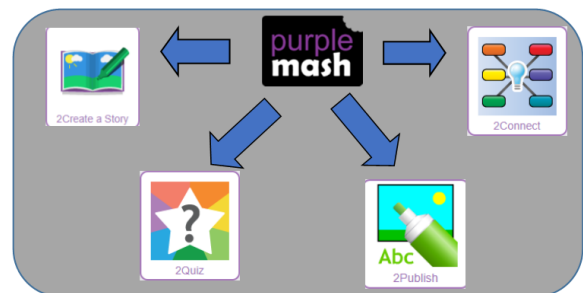 purple
mash
2Create a Story
2Connect
?
2Quiz
Abc
2Publish